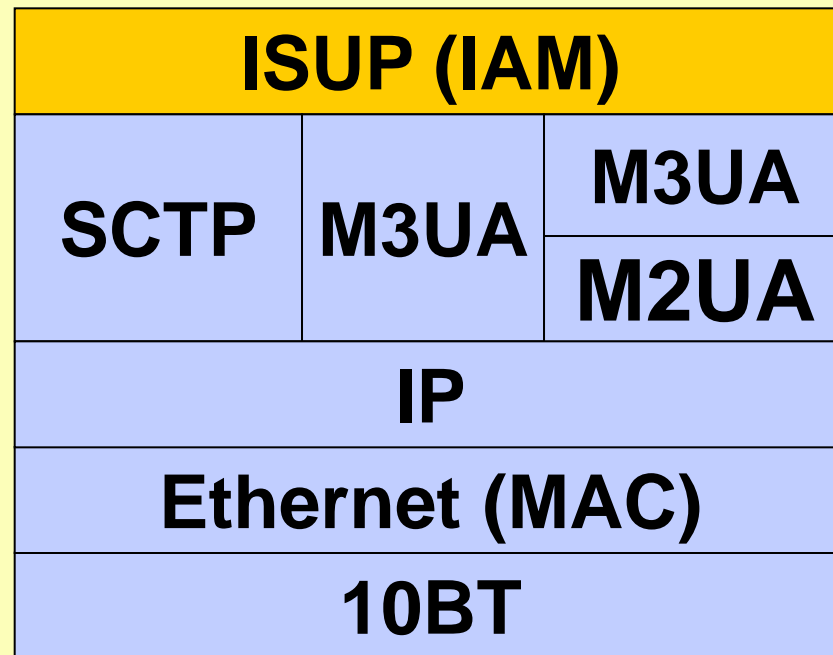 ISUP (IAM)
SCTP
M3UA
M3UA
M2UA
IP
Ethernet (MAC)
10BT